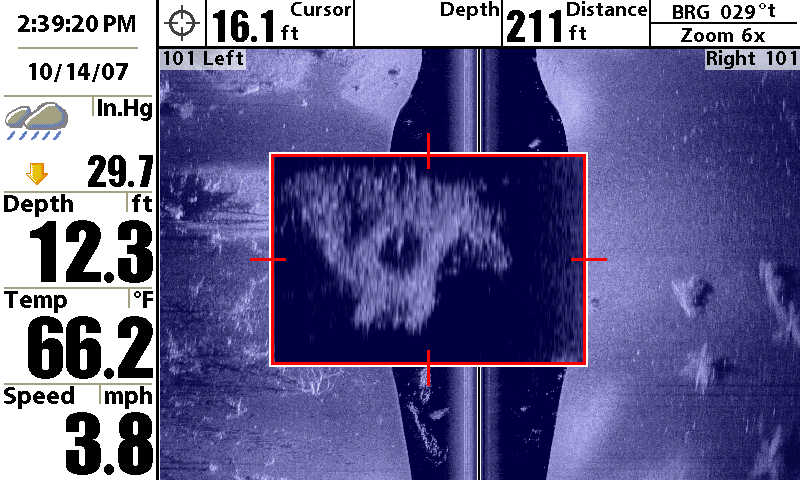 2:39:20 PM
10/14/07
In.Hg
29.7
Depth ft
12.3
Temp °F
66.2
Speed mph
3.8
Cursor Depth
16.1 ft
Distance
211 ft
BRG 029°t
Zoom 6x
101 Left
Right 101